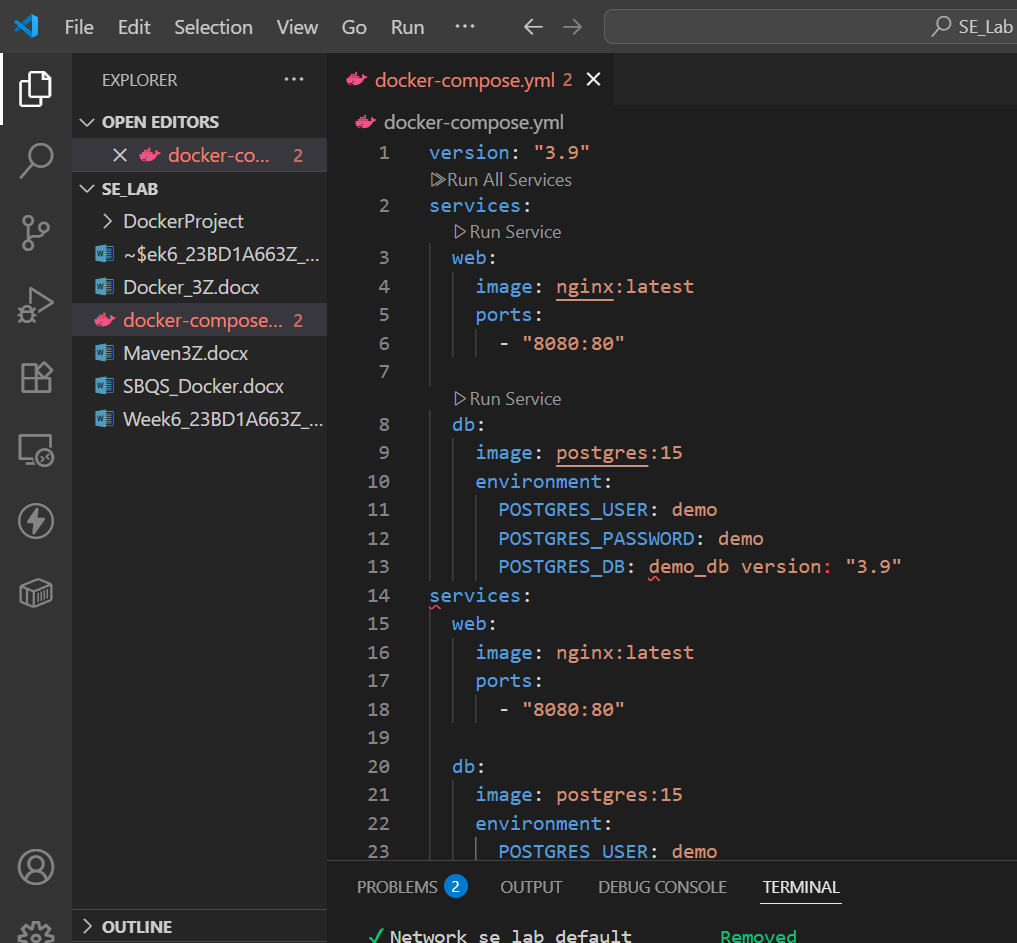 File Edit Selection View Go Run ··· SE_Lab
EXPLORER ···
OPEN EDITORS
docker-co... 2
SE_LAB
DockerProject
~$ek6_23BD1A663Z_...
Docker_3Z.docx
docker-compose... 2
Maven3Z.docx
SBQS_Docker.docx
Week6_23BD1A663Z_...
OUTLINE
docker-compose.yml 2
docker-compose.yml
1 version: "3.9"
Run All Services
2 services:
Run Service
3 web:
4 image: nginx:latest
5 ports:
6 - "8080:80"
7
Run Service
8 db:
9 image: postgres:15
10 environment:
11 POSTGRES_USER: demo
12 POSTGRES_PASSWORD: demo
13 POSTGRES_DB: demo_db version: "3.9"
14 services:
15 web:
16 image: nginx:latest
17 ports:
18 - "8080:80"
19
20 db:
21 image: postgres:15
22 environment:
23 POSTGRES_USER: demo
PROBLEMS 2 OUTPUT DEBUG CONSOLE TERMINAL
✓ Network se_lab_default Removed